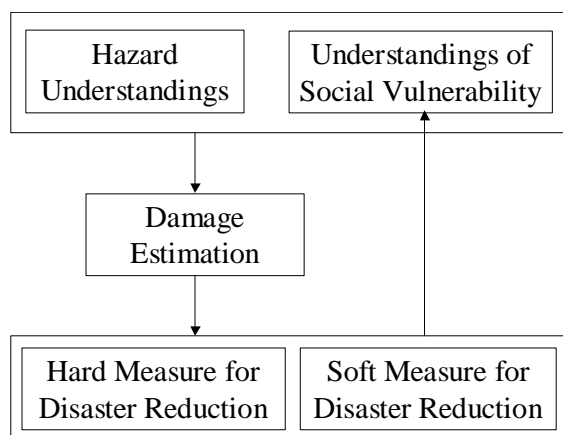 Hazard
Understandings
Understandings of
Social Vulnerability
Damage
Estimation
Hard Measure for
Disaster Reduction
Soft Measure for
Disaster Reduction